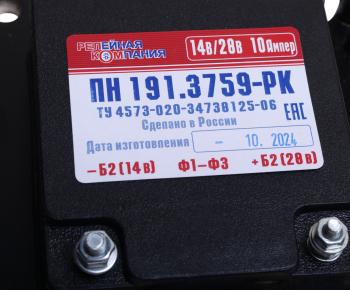 РЕЛЕЙНАЯ
КОМПАНИЯ
14в/28в 10Ампер
ПН 191.3759-РК
ТУ 4573-020-34738125-06
Сделано в России
ЕАС
Дата изготовления
– 10. 2024
–Б2(14в) Ф1–Ф3 +Б2(28в)